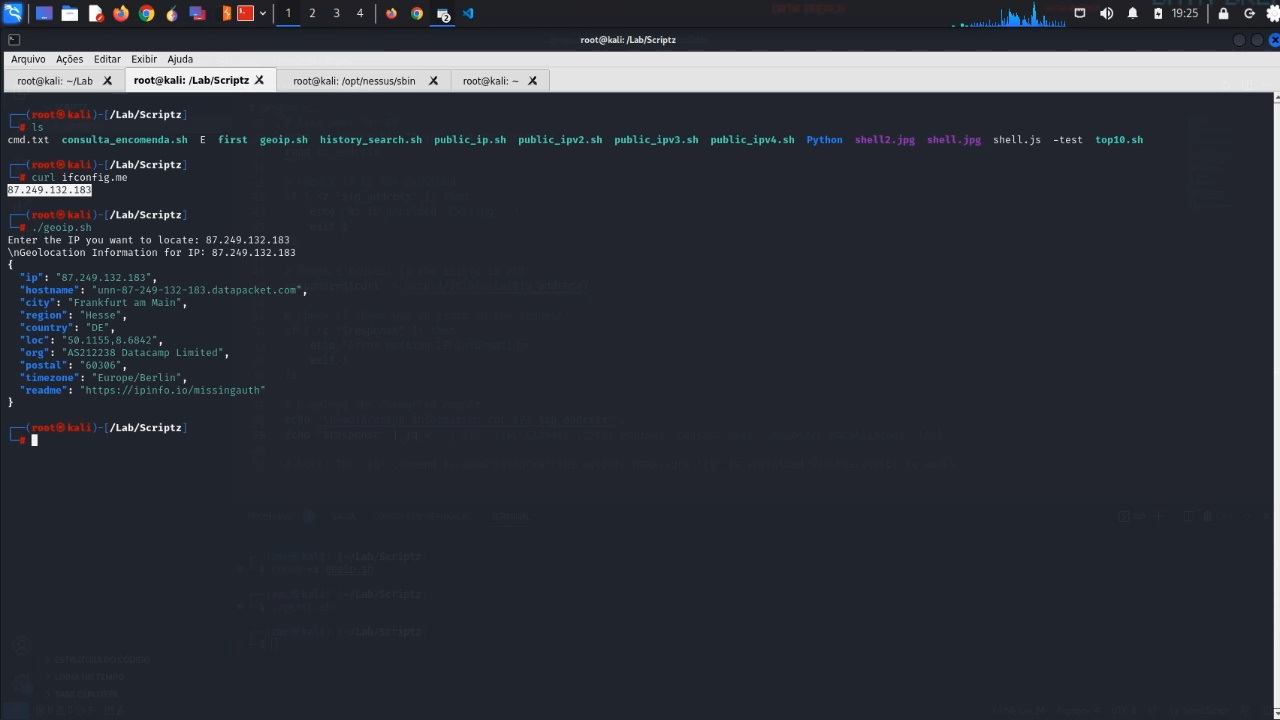 1 2 3 4 2 19:25
root@kali: /Lab/Scriptz
Arquivo Ações Editar Exibir Ajuda
root@kali: ~/Lab root@kali: /Lab/Scriptz root@kali: /opt/nessus/sbin root@kali: ~
┌──(root㉿kali)-[/Lab/Scriptz]
└─# ls
cmd.txt consulta_encomenda.sh E first geoip.sh history_search.sh public_ip.sh public_ipv2.sh public_ipv3.sh public_ipv4.sh Python shell2.jpg shell.jpg shell.js -test top10.sh
┌──(root㉿kali)-[/Lab/Scriptz]
└─# curl ifconfig.me
87.249.132.183
┌──(root㉿kali)-[/Lab/Scriptz]
└─# ./geoip.sh
Enter the IP you want to locate: 87.249.132.183
\nGeolocation Information for IP: 87.249.132.183
{
"ip": "87.249.132.183",
"hostname": "unn-87-249-132-183.datapacket.com",
"city": "Frankfurt am Main",
"region": "Hesse",
"country": "DE",
"loc": "50.1155,8.6842",
"org": "AS212238 Datacamp Limited",
"postal": "60306",
"timezone": "Europe/Berlin",
"readme": "https://ipinfo.io/missingauth"
}
┌──(root㉿kali)-[/Lab/Scriptz]
└─#